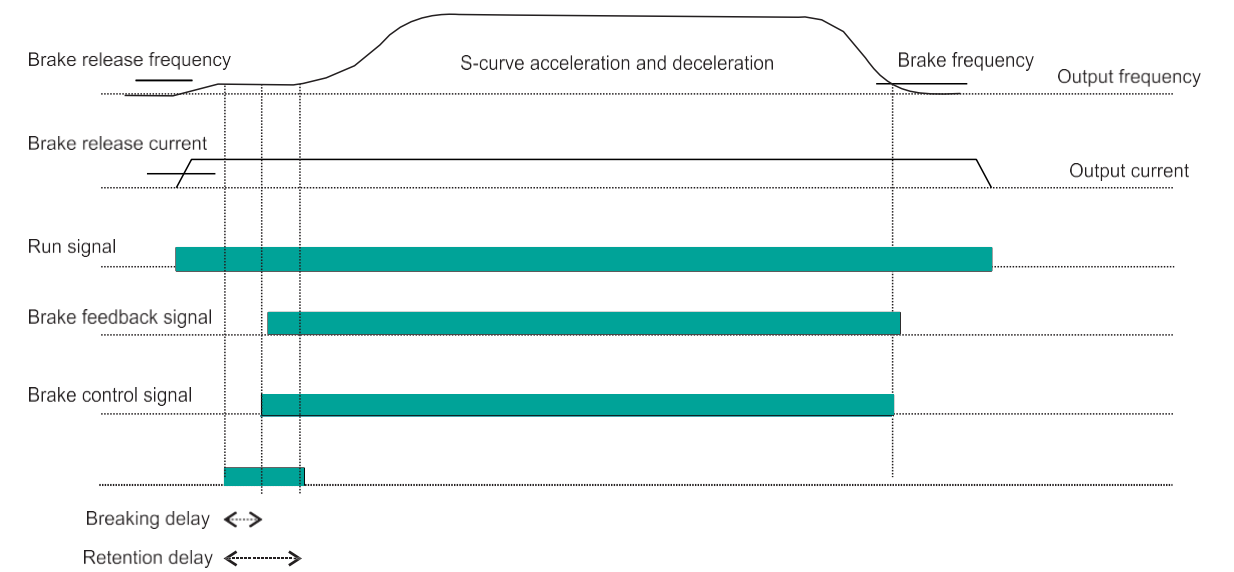 Brake release frequency
S-curve acceleration and deceleration
Brake frequency
Output frequency
Brake release current
Output current
Run signal
Brake feedback signal
Brake control signal
Breaking delay
Retention delay